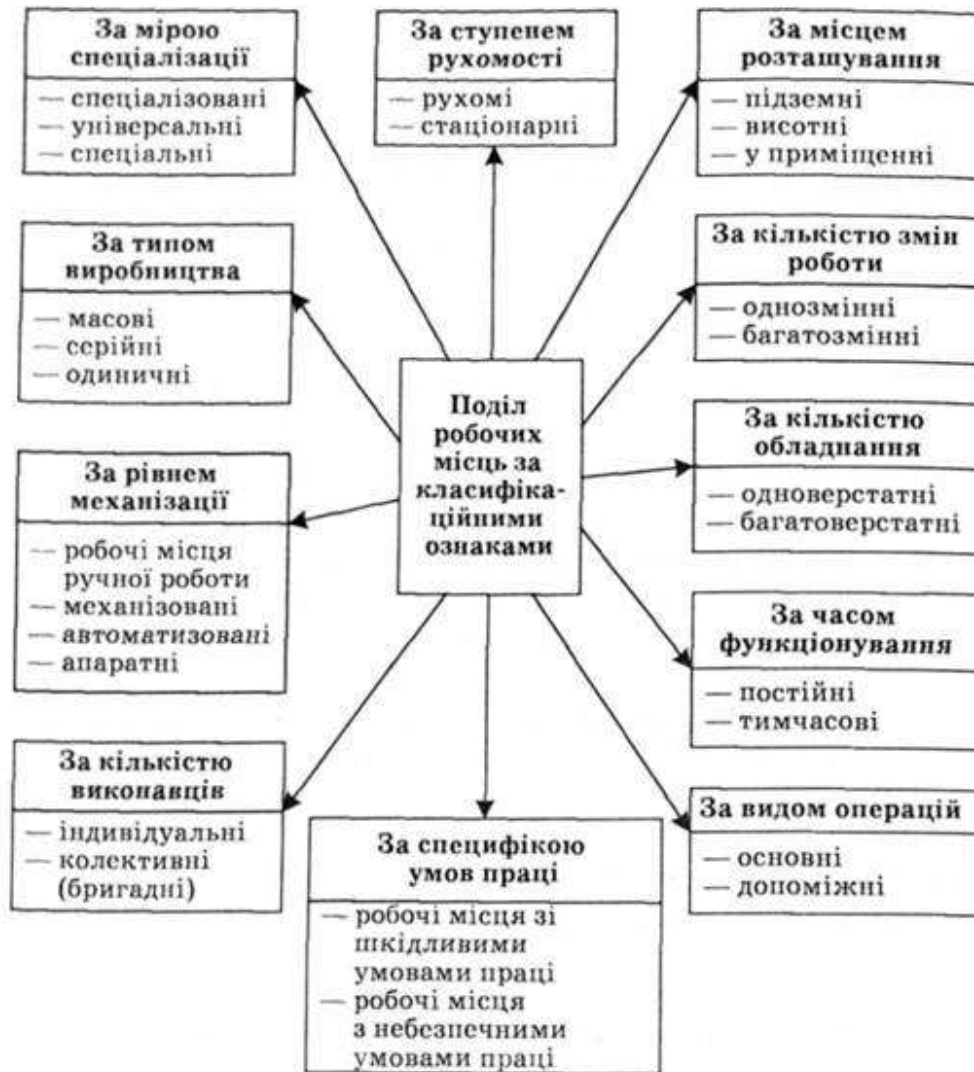 За мірою
спеціалізації
— спеціалізовані
— універсальні
— спеціальні
За ступенем
рухомості
— рухомі
— стаціонарні
За місцем
розташування
— підземні
— висотні
— у приміщенні
За типом
виробництва
— масові
— серійні
— одиничні
За кількістю змін
роботи
— однозмінні
— багатозмінні
Поділ
робочих
місць за
класифіка-
ційними
ознаками
За рівнем
механізації
— робочі місця
ручної роботи
— механізовані
— автоматизовані
— апаратні
За кількістю
обладнання
— одноверстатні
— багатоверстатні
За часом
функціонування
— постійні
— тимчасові
За кількістю
виконавців
— індивідуальні
— колективні
(бригадні)
За специфікою
умов праці
— робочі місця зі
шкідливими
умовами праці
— робочі місця
з небезпечними
умовами праці
За видом операцій
— основні
— допоміжні